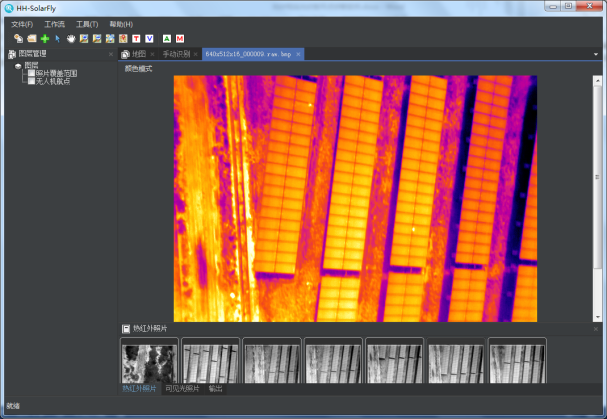 HH-SolarFly
文件(F) 工作流 工具(T) 帮助(H)
T V A M
图层管理
图层
照片覆盖范围
无人机航点
地图 手动识别 640x512x16_000009 raw.bmp
颜色模式
热红外照片
热红外照片 可见光照片 输出
就绪